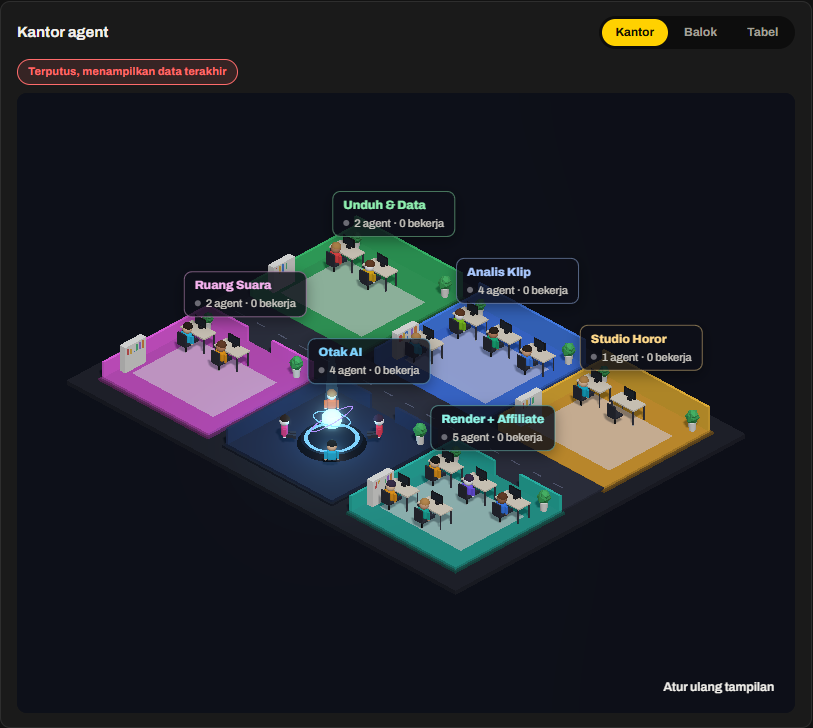 Kantor agent
Kantor
Balok
Tabel
Terputus, menampilkan data terakhir
Unduh & Data
2 agent · 0 bekerja
Analis Klip
4 agent · 0 bekerja
Ruang Suara
2 agent · 0 bekerja
Studio Horor
1 agent · 0 bekerja
Otak AI
4 agent · 0 bekerja
Render + Affiliate
5 agent · 0 bekerja
Atur ulang tampilan